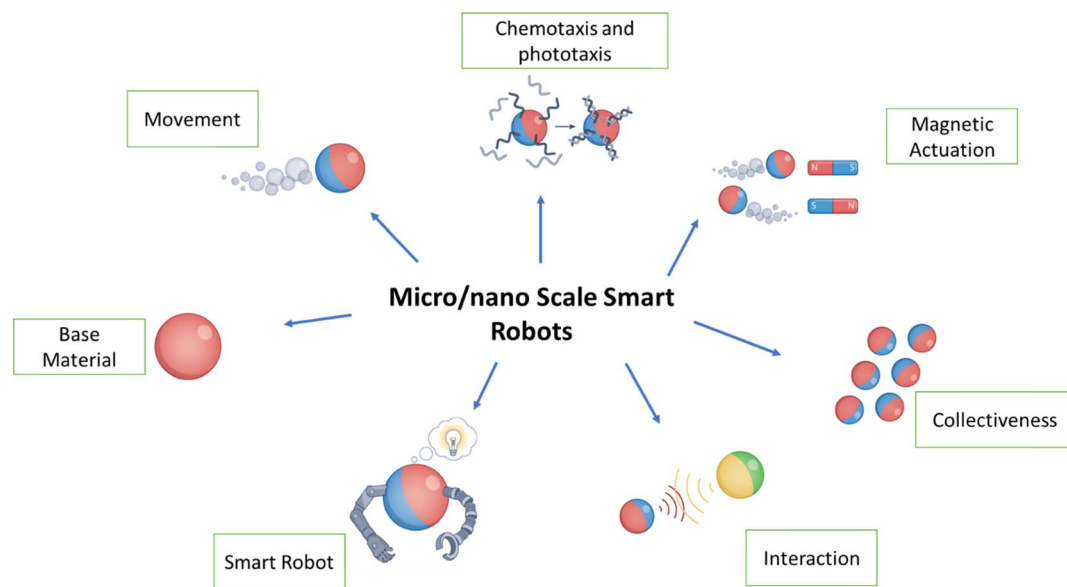 Chemotaxis and
phototaxis
Movement
Magnetic
Actuation
N S
S N
Micro/nano Scale Smart
Robots
Base
Material
Collectiveness
Smart Robot
Interaction